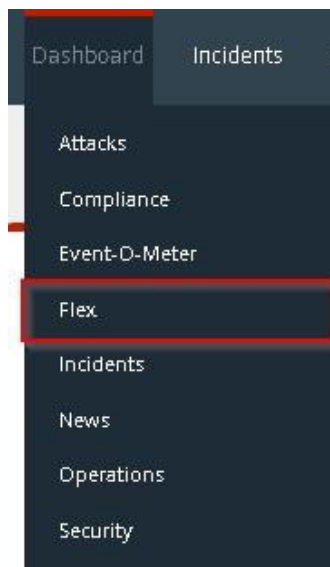 Dashboard Incidents
Attacks
Compliance
Event-O-Meter
Flex
Incidents
News
Operations
Security